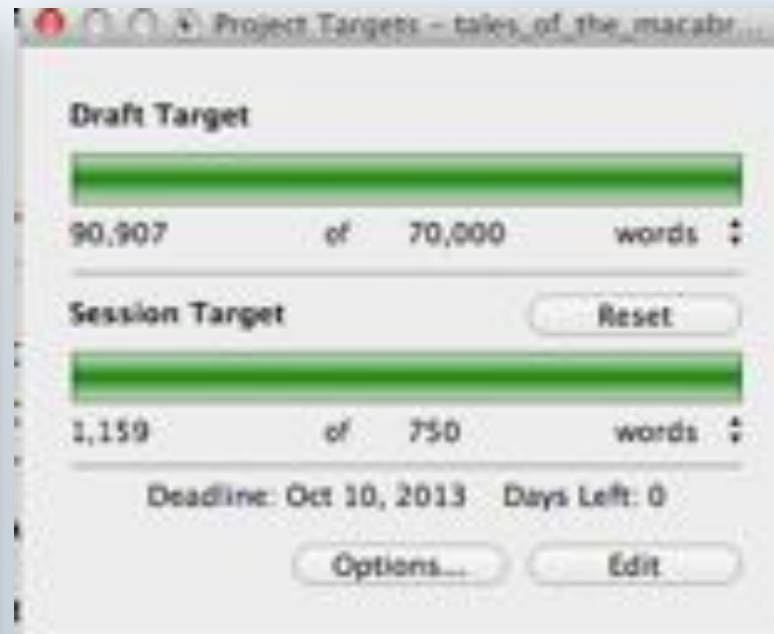 Project Targets – tales_of_the_macabr...
Draft Target
90,907 of 70,000 words
Session Target Reset
1,159 of 750 words
Deadline: Oct 10, 2013 Days Left: 0
Options... Edit